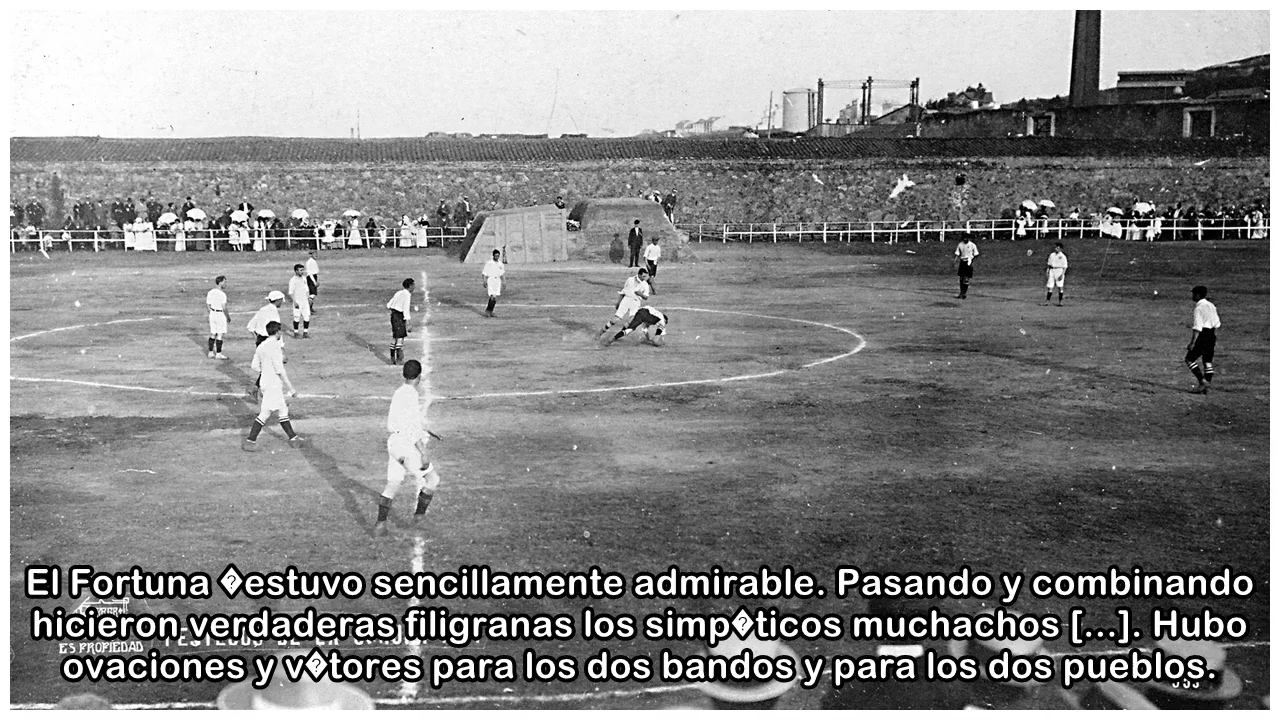 El Fortuna �estuvo sencillamente admirable. Pasando y combinando
hicieron verdaderas filigranas los simp�ticos muchachos [...]. Hubo
ovaciones y v�tores para los dos bandos y para los dos pueblos.
ES PROPIEDAD